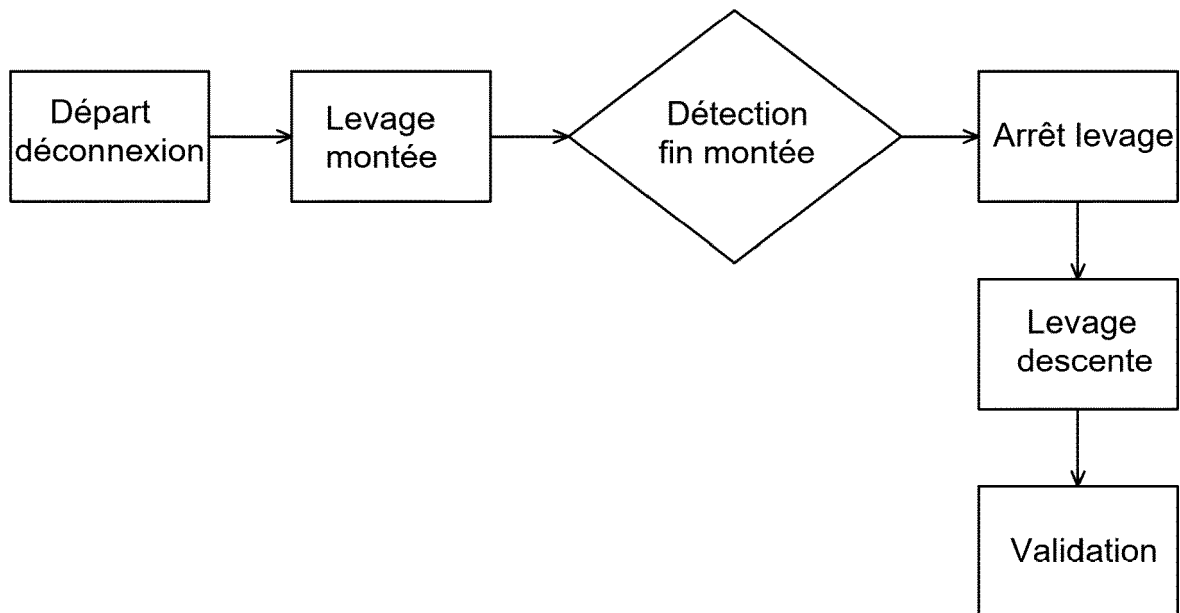 Départ
déconnexion
Levage
montée
Détection
fin montée
Arrêt levage
Levage
descente
Validation